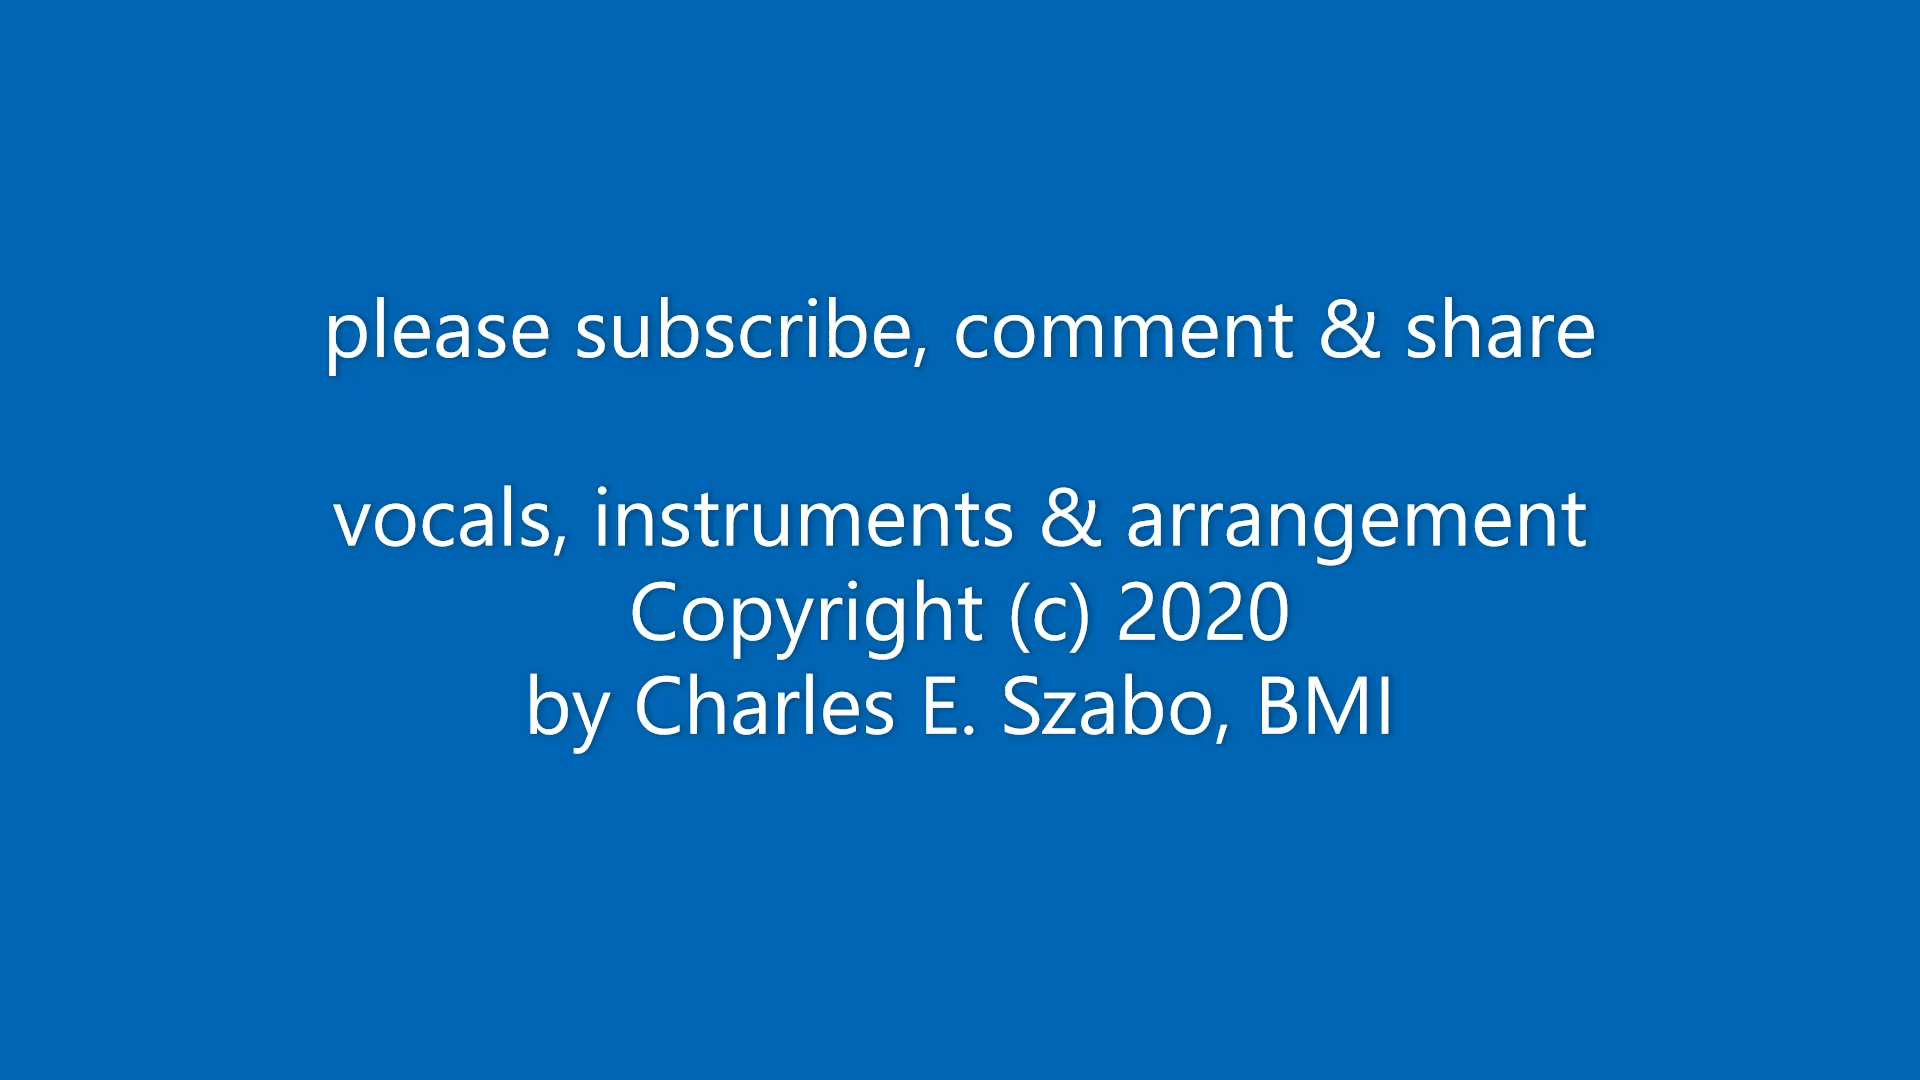 please subscribe, comment & share
vocals, instruments & arrangement
Copyright (c) 2020
by Charles E. Szabo, BMI